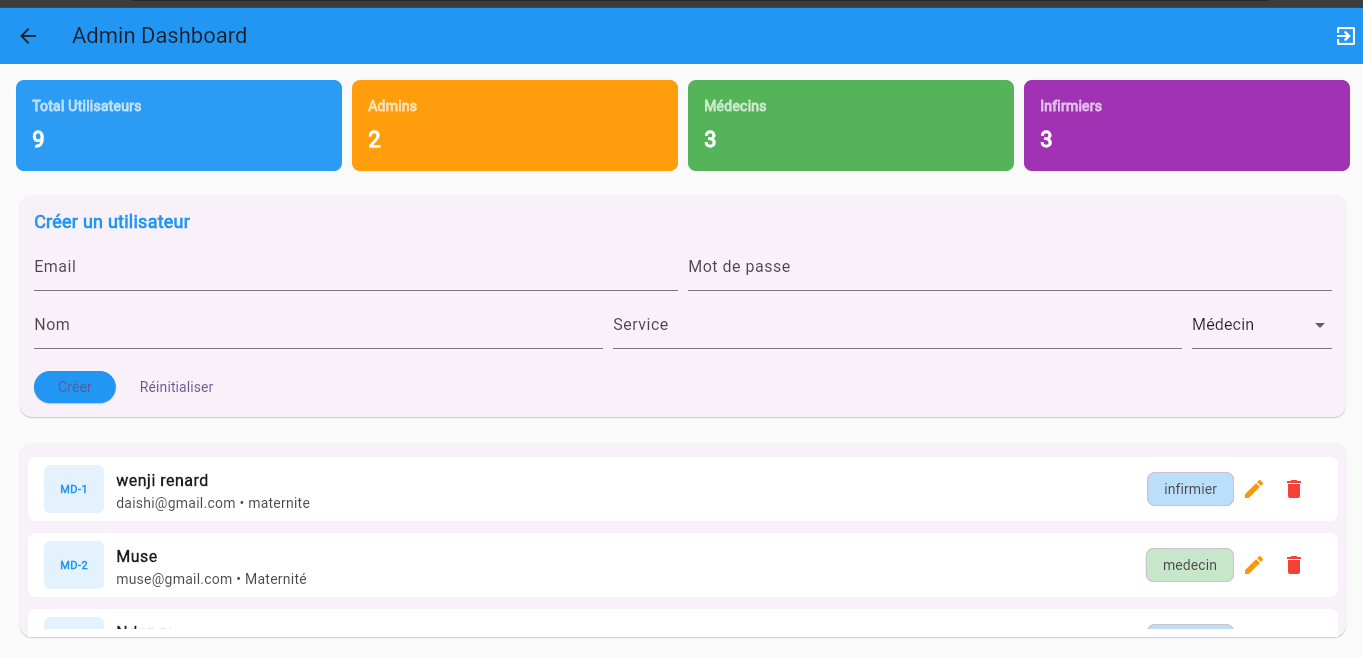 Admin Dashboard
Total Utilisateurs
9
Admins
2
Médecins
3
Infirmiers
3
Créer un utilisateur
Email
Mot de passe
Nom
Service
Médecin
Créer
Réinitialiser
MD-1
wenji renard
daishi@gmail.com • maternite
infirmier
MD-2
Muse
muse@gmail.com • Maternité
medecin